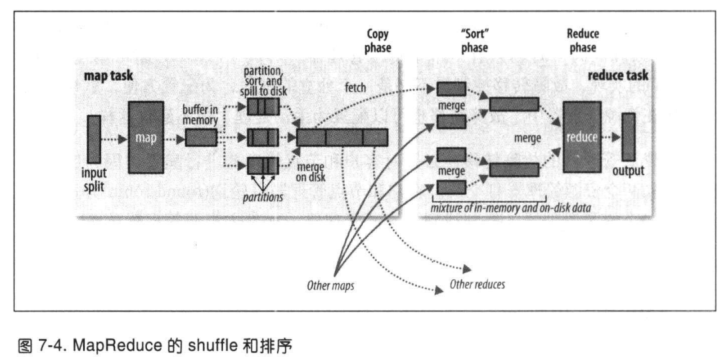 Copy
phase
"Sort"
phase
Reduce
phase
map task
reduce task
partition,
sort, and
spill to disk
fetch
buffer in
memory
merge
map
merge
reduce
input
split
merge
on disk
merge
output
partitions
mixture of in-memory and on-disk data
Other maps
Other reduces
图 7-4. MapReduce 的 shuffle 和排序